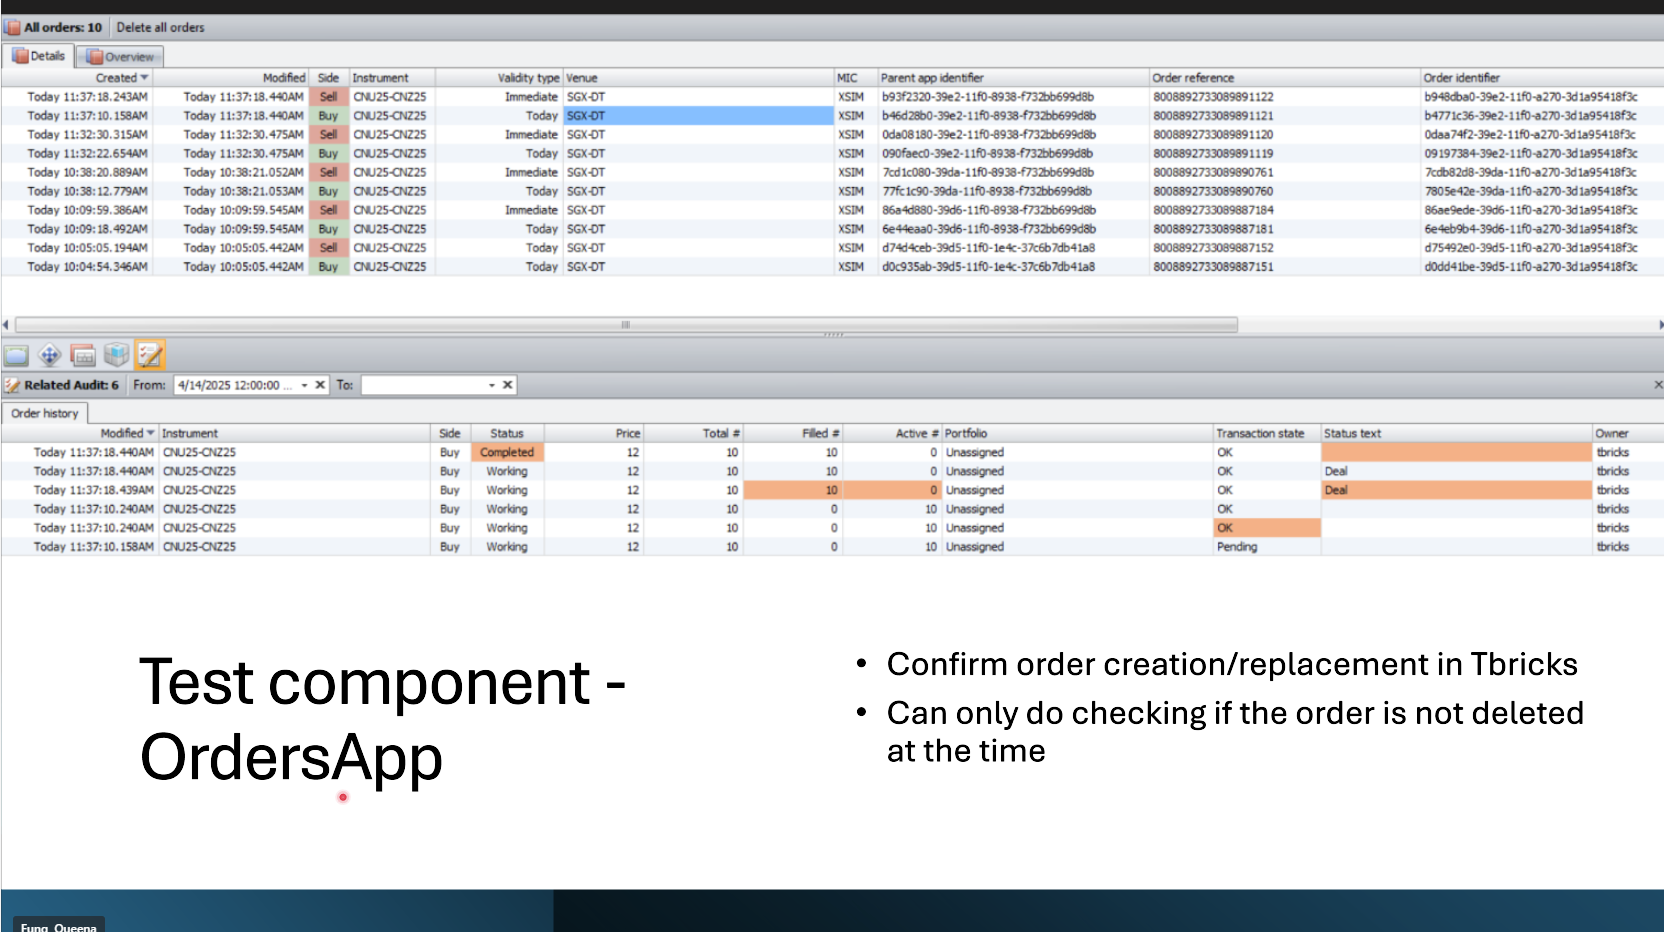 All orders: 10 Delete all orders
Details Overview
Created Modified Side Instrument Validity type Venue MIC Parent app identifier Order reference Order identifier
Today 11:37:18.243AM Today 11:37:18.440AM Sell CNU25-CNZ25 Immediate SGX-DT XSIM b93f2320-39e2-11f0-8938-f732bb699d8b 8008892733089891122 b948dba0-39e2-11f0-a270-3d1a95418f3c
Today 11:37:10.158AM Today 11:37:18.440AM Buy CNU25-CNZ25 Today SGX-DT XSIM b46d28b0-39e2-11f0-8938-f732bb699d8b 8008892733089891121 b4771c36-39e2-11f0-a270-3d1a95418f3c
Today 11:32:30.315AM Today 11:32:30.475AM Sell CNU25-CNZ25 Immediate SGX-DT XSIM 0da08180-39e2-11f0-8938-f732bb699d8b 8008892733089891120 0daa74f2-39e2-11f0-a270-3d1a95418f3c
Today 11:32:22.654AM Today 11:32:30.475AM Buy CNU25-CNZ25 Today SGX-DT XSIM 090faec0-39e2-11f0-8938-f732bb699d8b 8008892733089891119 09197384-39e2-11f0-a270-3d1a95418f3c
Today 10:38:20.889AM Today 10:38:21.052AM Sell CNU25-CNZ25 Immediate SGX-DT XSIM 7cd1c080-39da-11f0-8938-f732bb699d8b 8008892733089890761 7cdb82d8-39da-11f0-a270-3d1a95418f3c
Today 10:38:12.779AM Today 10:38:21.053AM Buy CNU25-CNZ25 Today SGX-DT XSIM 77fc1c90-39da-11f0-8938-f732bb699d8b 8008892733089890760 7805e42e-39da-11f0-a270-3d1a95418f3c
Today 10:09:59.386AM Today 10:09:59.545AM Sell CNU25-CNZ25 Immediate SGX-DT XSIM 86a4d880-39d6-11f0-8938-f732bb699d8b 8008892733089887184 86ae9ede-39d6-11f0-a270-3d1a95418f3c
Today 10:09:18.492AM Today 10:09:59.545AM Buy CNU25-CNZ25 Today SGX-DT XSIM 6e44eaa0-39d6-11f0-8938-f732bb699d8b 8008892733089887181 6e4eb9b4-39d6-11f0-a270-3d1a95418f3c
Today 10:05:05.194AM Today 10:05:05.442AM Sell CNU25-CNZ25 Today SGX-DT XSIM d74d4ceb-39d5-11f0-1e4c-37c6b7db41a8 8008892733089887152 d75492e0-39d5-11f0-a270-3d1a95418f3c
Today 10:04:54.346AM Today 10:05:05.442AM Buy CNU25-CNZ25 Today SGX-DT XSIM d0c935ab-39d5-11f0-1e4c-37c6b7db41a8 8008892733089887151 d0dd41be-39d5-11f0-a270-3d1a95418f3c
Related Audit: 6 From: 4/14/2025 12:00:00 ... To:
Order history
Modified Instrument Side Status Price Total # Filled # Active # Portfolio Transaction state Status text Owner
Today 11:37:18.440AM CNU25-CNZ25 Buy Completed 12 10 10 0 Unassigned OK tbricks
Today 11:37:18.440AM CNU25-CNZ25 Buy Working 12 10 10 0 Unassigned OK Deal tbricks
Today 11:37:18.439AM CNU25-CNZ25 Buy Working 12 10 10 0 Unassigned OK Deal tbricks
Today 11:37:10.240AM CNU25-CNZ25 Buy Working 12 10 0 10 Unassigned OK tbricks
Today 11:37:10.240AM CNU25-CNZ25 Buy Working 12 10 0 10 Unassigned OK tbricks
Today 11:37:10.158AM CNU25-CNZ25 Buy Working 12 10 0 10 Unassigned Pending tbricks
Test component -
OrdersApp
• Confirm order creation/replacement in Tbricks
• Can only do checking if the order is not deleted
at the time
Fung, Queena